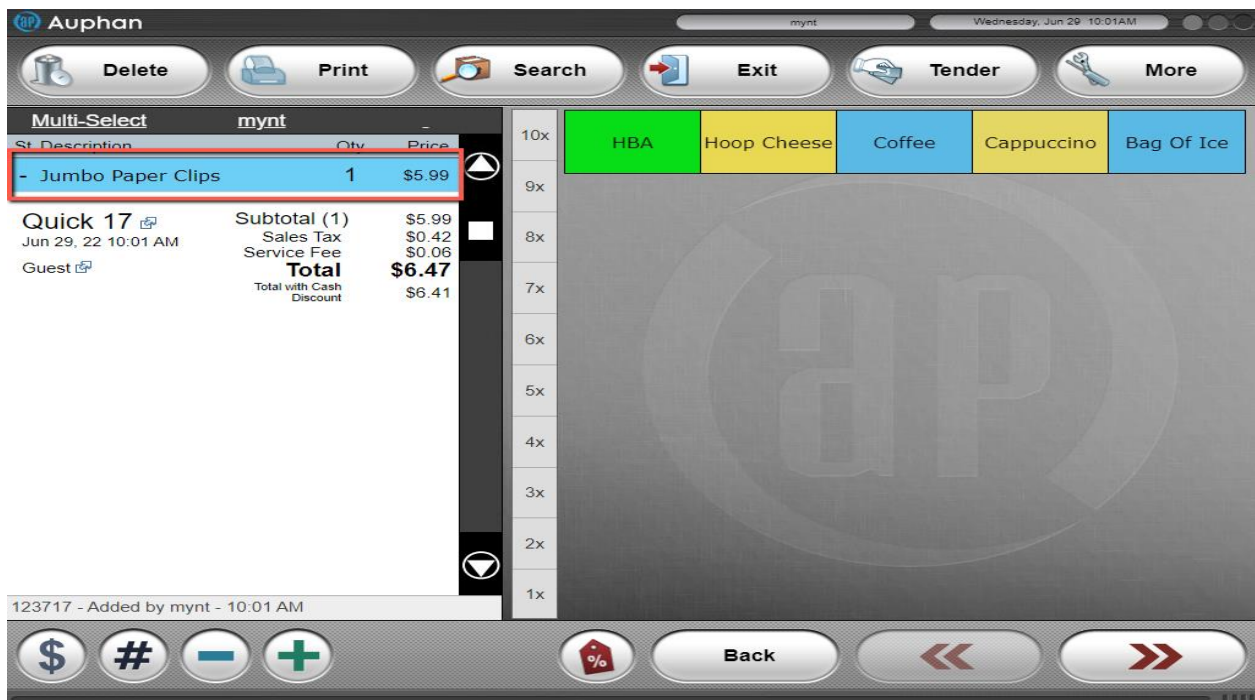 Auphan
mynt
Wednesday, Jun 29 10:01AM
Delete
Print
Search
Exit
Tender
More
Multi-Select mynt -
St Description Qty Price
- Jumbo Paper Clips 1 $5.99
Quick 17 Subtotal (1) $5.99
Jun 29, 22 10:01 AM Sales Tax $0.42
Service Fee $0.06
Guest Total $6.47
Total with Cash
Discount $6.41
123717 - Added by mynt - 10:01 AM
10x
9x
8x
7x
6x
5x
4x
3x
2x
1x
HBA Hoop Cheese Coffee Cappuccino Bag Of Ice
ap
$ # - +
%
Back